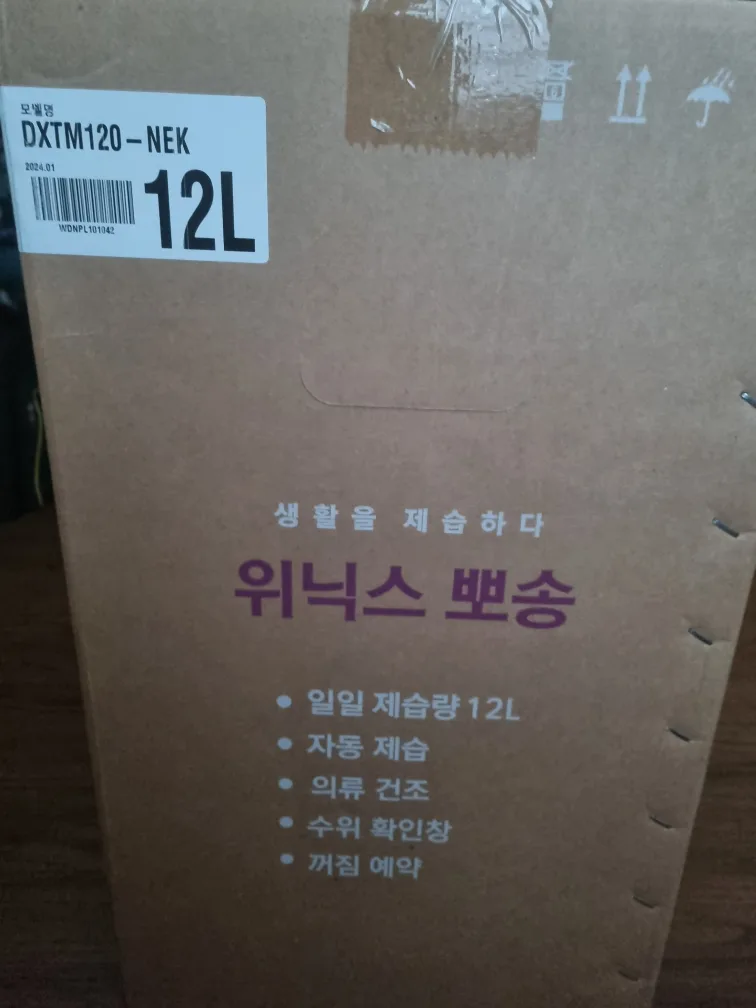 모델명
DXTM120-NEK
2024.01
12L
WDNPL101042
생활을 제습하다
위닉스 뽀송
• 일일 제습량 12L
• 자동 제습
• 의류 건조
• 수위 확인창
• 꺼짐 예약